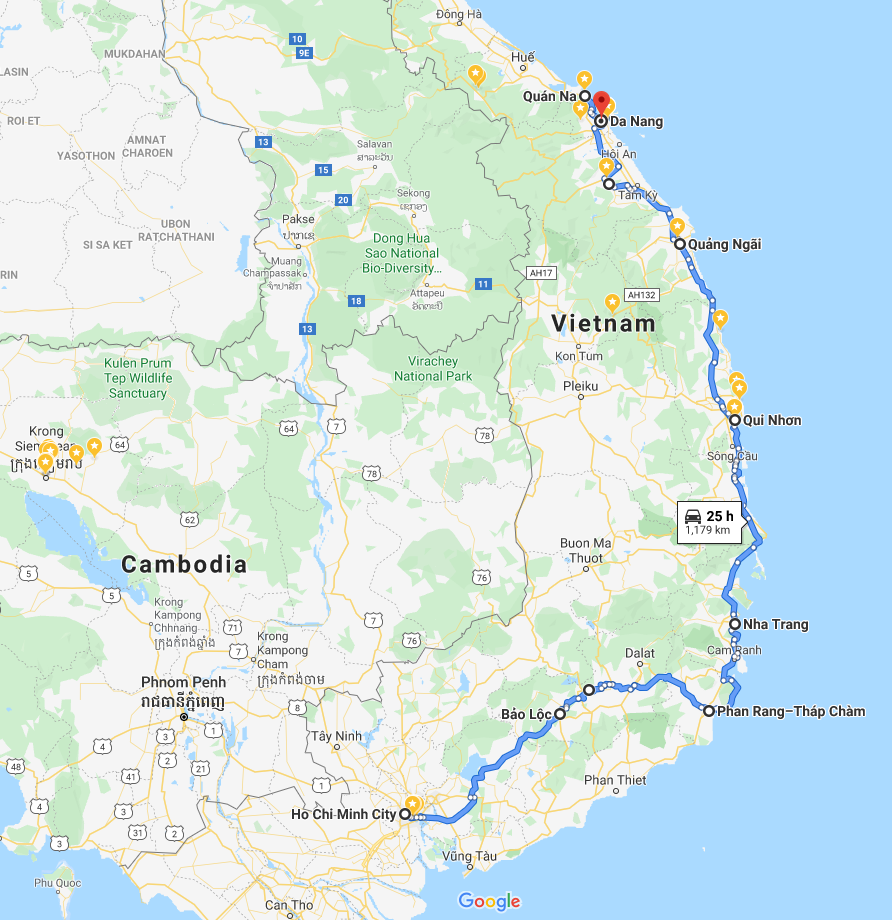 Đông Hà
10
9E
MUKDAHAN
Huế
LASIN
Quán Na
Da Nang
ROI ET
AMNAT
CHAROEN
13
Salavan
ສາລະວັນ
YASOTHON
Hội An
15
Sekong
ເຊກອງ
Tam Kỳ
20
UBON
RATCHATHANI
Pakse
ປາກເຊ
SI SA KET
Dong Hua
Sao National
Bio-Diversity...
Quảng Ngãi
Muang
Champassak
ຈຳປາສັກ
RIN
AH17
11
Attapeu
ອັດຕະປື
AH132
18
13
Vietnam
Kon Tum
Kulen Prum
Tep Wildlife
Sanctuary
Virachey
National Park
Pleiku
Qui Nhơn
64
7
78
Krong
Siem Reap
64
Sông Cầu
78
25 h
1,179 km
62
Buon Ma
Thuot
Cambodia
5
76
5
Krong
Kampong
Chhnang
ក្រុងកំពង់ឆ្នាំង
7
71
Nha Trang
76
Krong
Kampong
Cham
ក្រុងកំពង់ចាម
7
Dalat
Cam Ranh
Phnom Penh
រាជធានីភ្នំពេញ
8
Bảo Lộc
Phan Rang–Tháp Chàm
1
3
4
Tây Ninh
2
48
41
21
1
Phan Thiet
4
3
Ho Chi Minh City
31
2
3
Vũng Tàu
Phu Quoc
Can Tho
Google